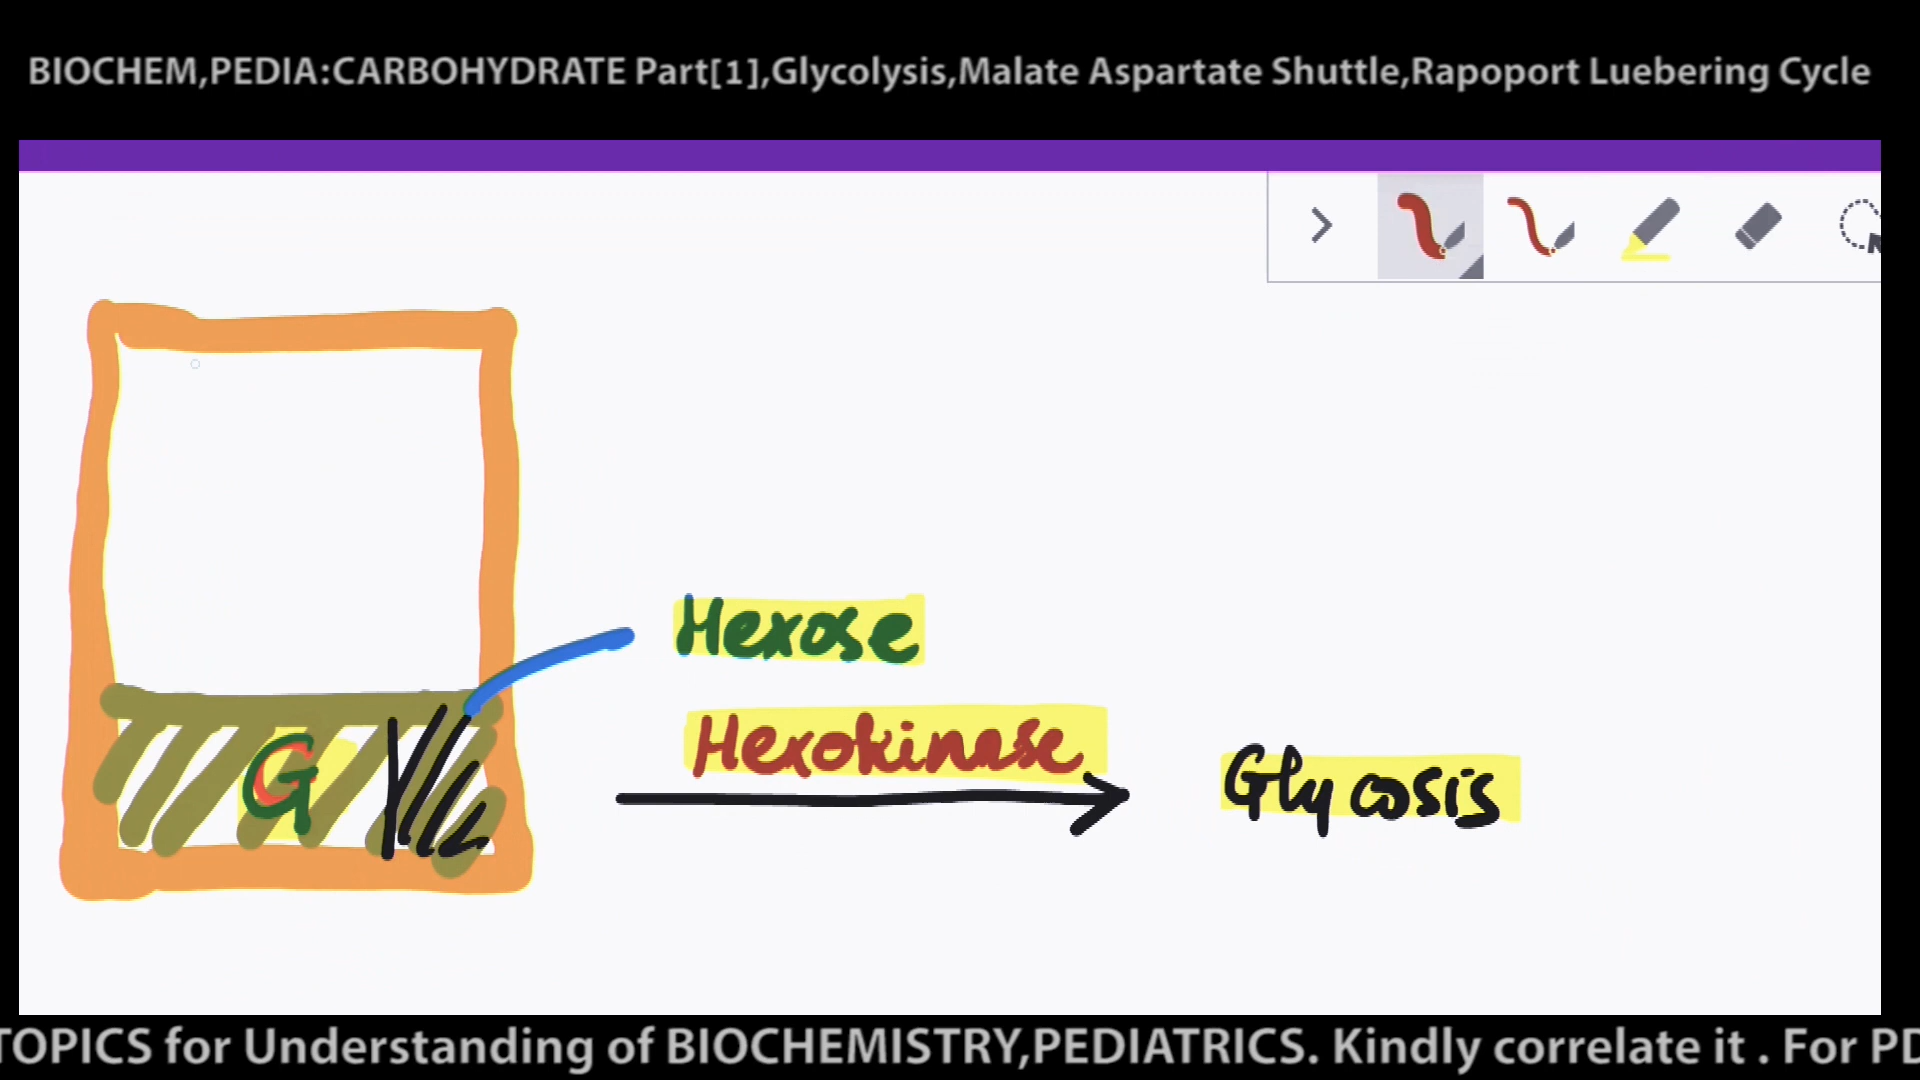 BIOCHEM,PEDIA:CARBOHYDRATE Part[1],Glycolysis,Malate Aspartate Shuttle,Rapoport Luebering Cycle
Hexose
Hexokinase
G
Glycosis
TOPICS for Understanding of BIOCHEMISTRY,PEDIATRICS. Kindly correlate it . For PD